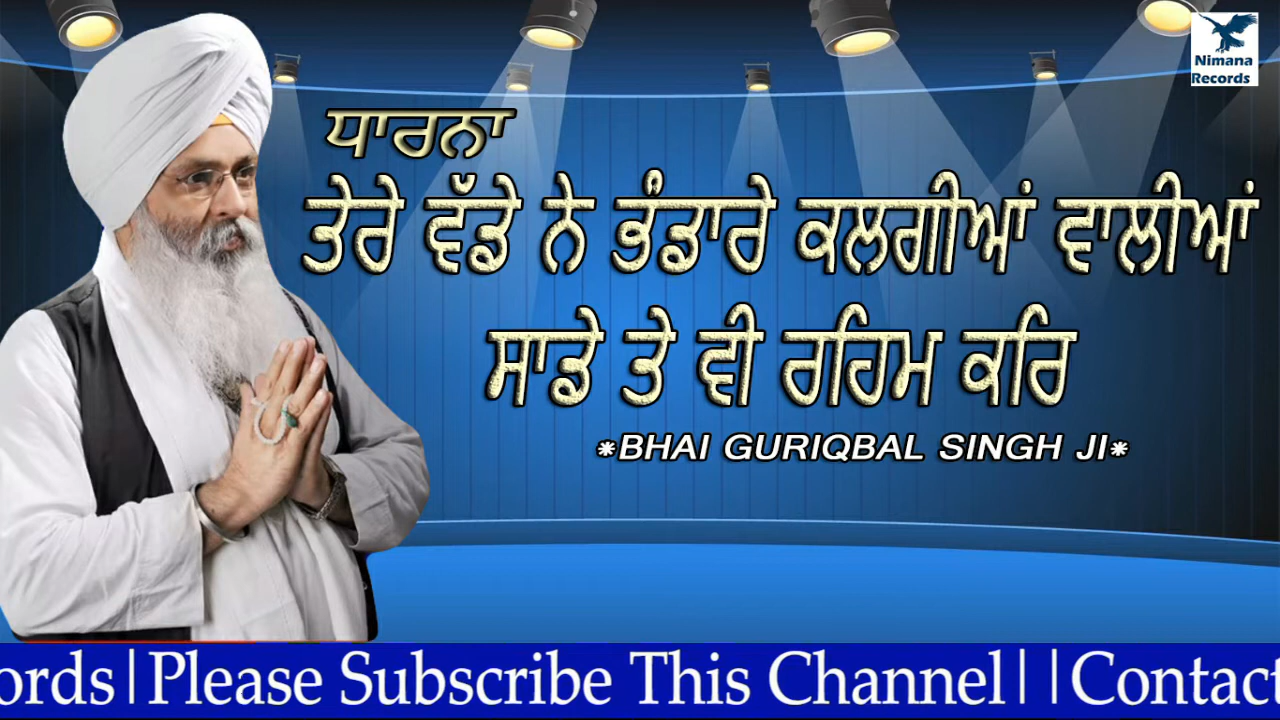 Nimana
Records
ਧਾਰਨਾ
ਤੇਰੇ ਵੱਡੇ ਨੇ ਭੰਡਾਰੇ ਕਲਗੀਆਂ ਵਾਲੀਆਂ
ਸਾਡੇ ਤੇ ਵੀ ਰਹਿਮ ਕਰਿ
*BHAI GURIQBAL SINGH JI*
ords|Please Subscribe This Channel||Contact